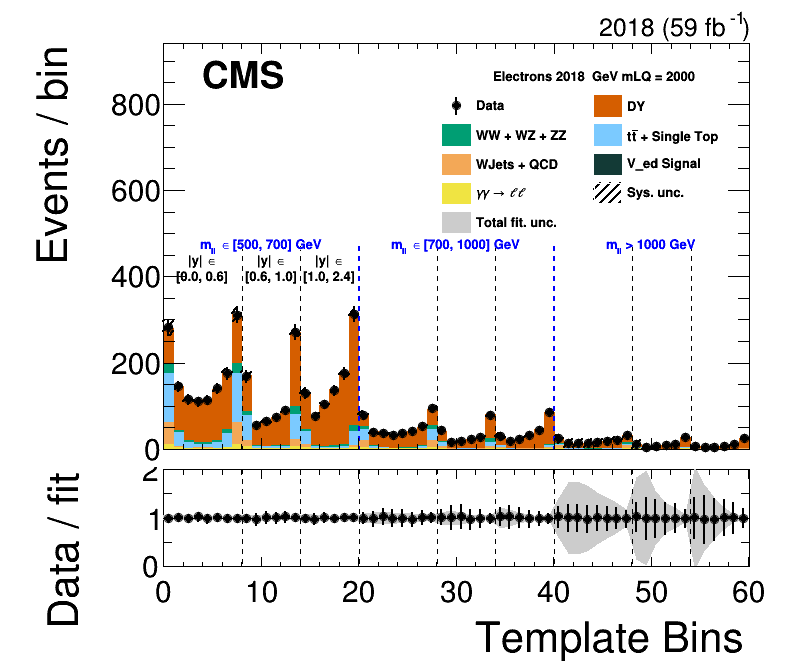 2018 (59 fb⁻¹)
CMS
Electrons 2018 GeV mLQ = 2000
Data
DY
WW + WZ + ZZ
tt̄ + Single Top
WJets + QCD
V_ed Signal
γγ → ℓℓ
Sys. unc.
Total fit. unc.
m_ll ∈ [500, 700] GeV
m_ll ∈ [700, 1000] GeV
m_ll > 1000 GeV
|y| ∈
[0.0, 0.6]
|y| ∈
[0.6, 1.0]
|y| ∈
[1.0, 2.4]
Events / bin
800
600
400
200
0
Data / fit
2
1
0
0 10 20 30 40 50 60
Template Bins